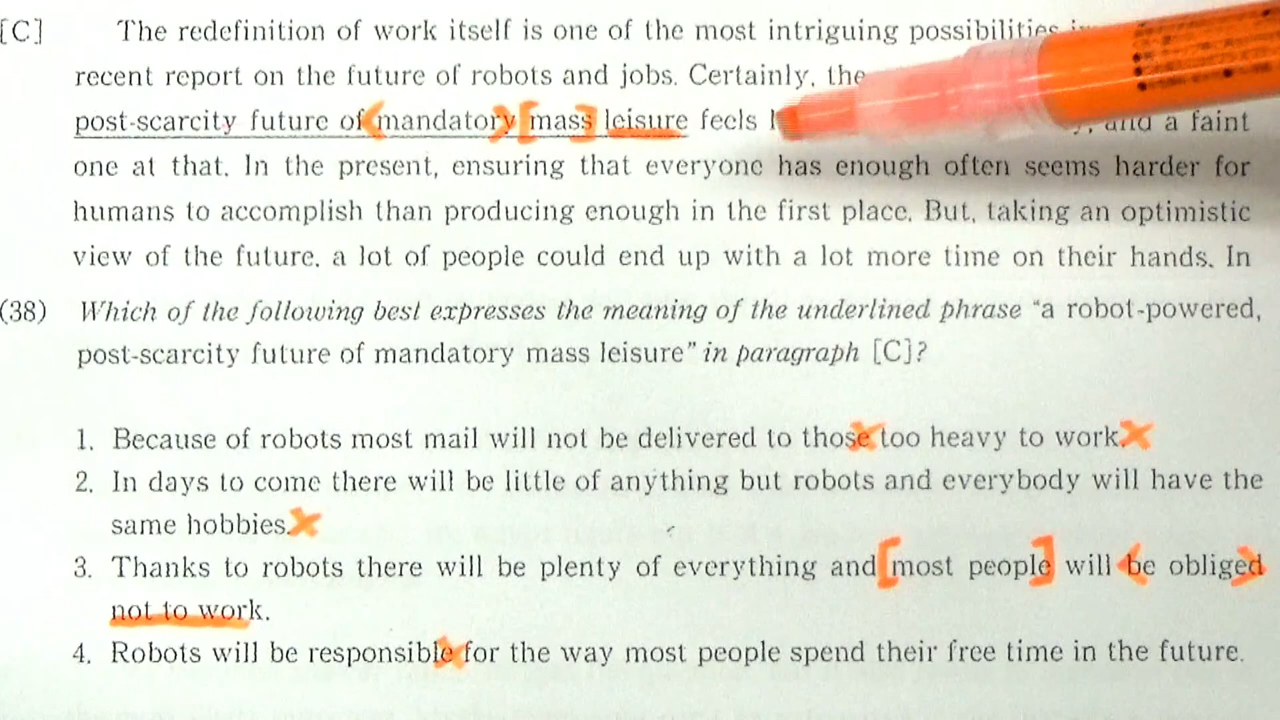 [C] The redefinition of work itself is one of the most intriguing possibilities
recent report on the future of robots and jobs. Certainly, the
post-scarcity future of mandatory mass leisure feels and a faint
one at that. In the present, ensuring that everyone has enough often seems harder for
humans to accomplish than producing enough in the first place. But, taking an optimistic
view of the future, a lot of people could end up with a lot more time on their hands. In
(38) Which of the following best expresses the meaning of the underlined phrase “a robot-powered,
post-scarcity future of mandatory mass leisure” in paragraph [C]?
1. Because of robots most mail will not be delivered to those too heavy to work.
2. In days to come there will be little of anything but robots and everybody will have the
same hobbies.
3. Thanks to robots there will be plenty of everything and most people will be obliged
not to work.
4. Robots will be responsible for the way most people spend their free time in the future.